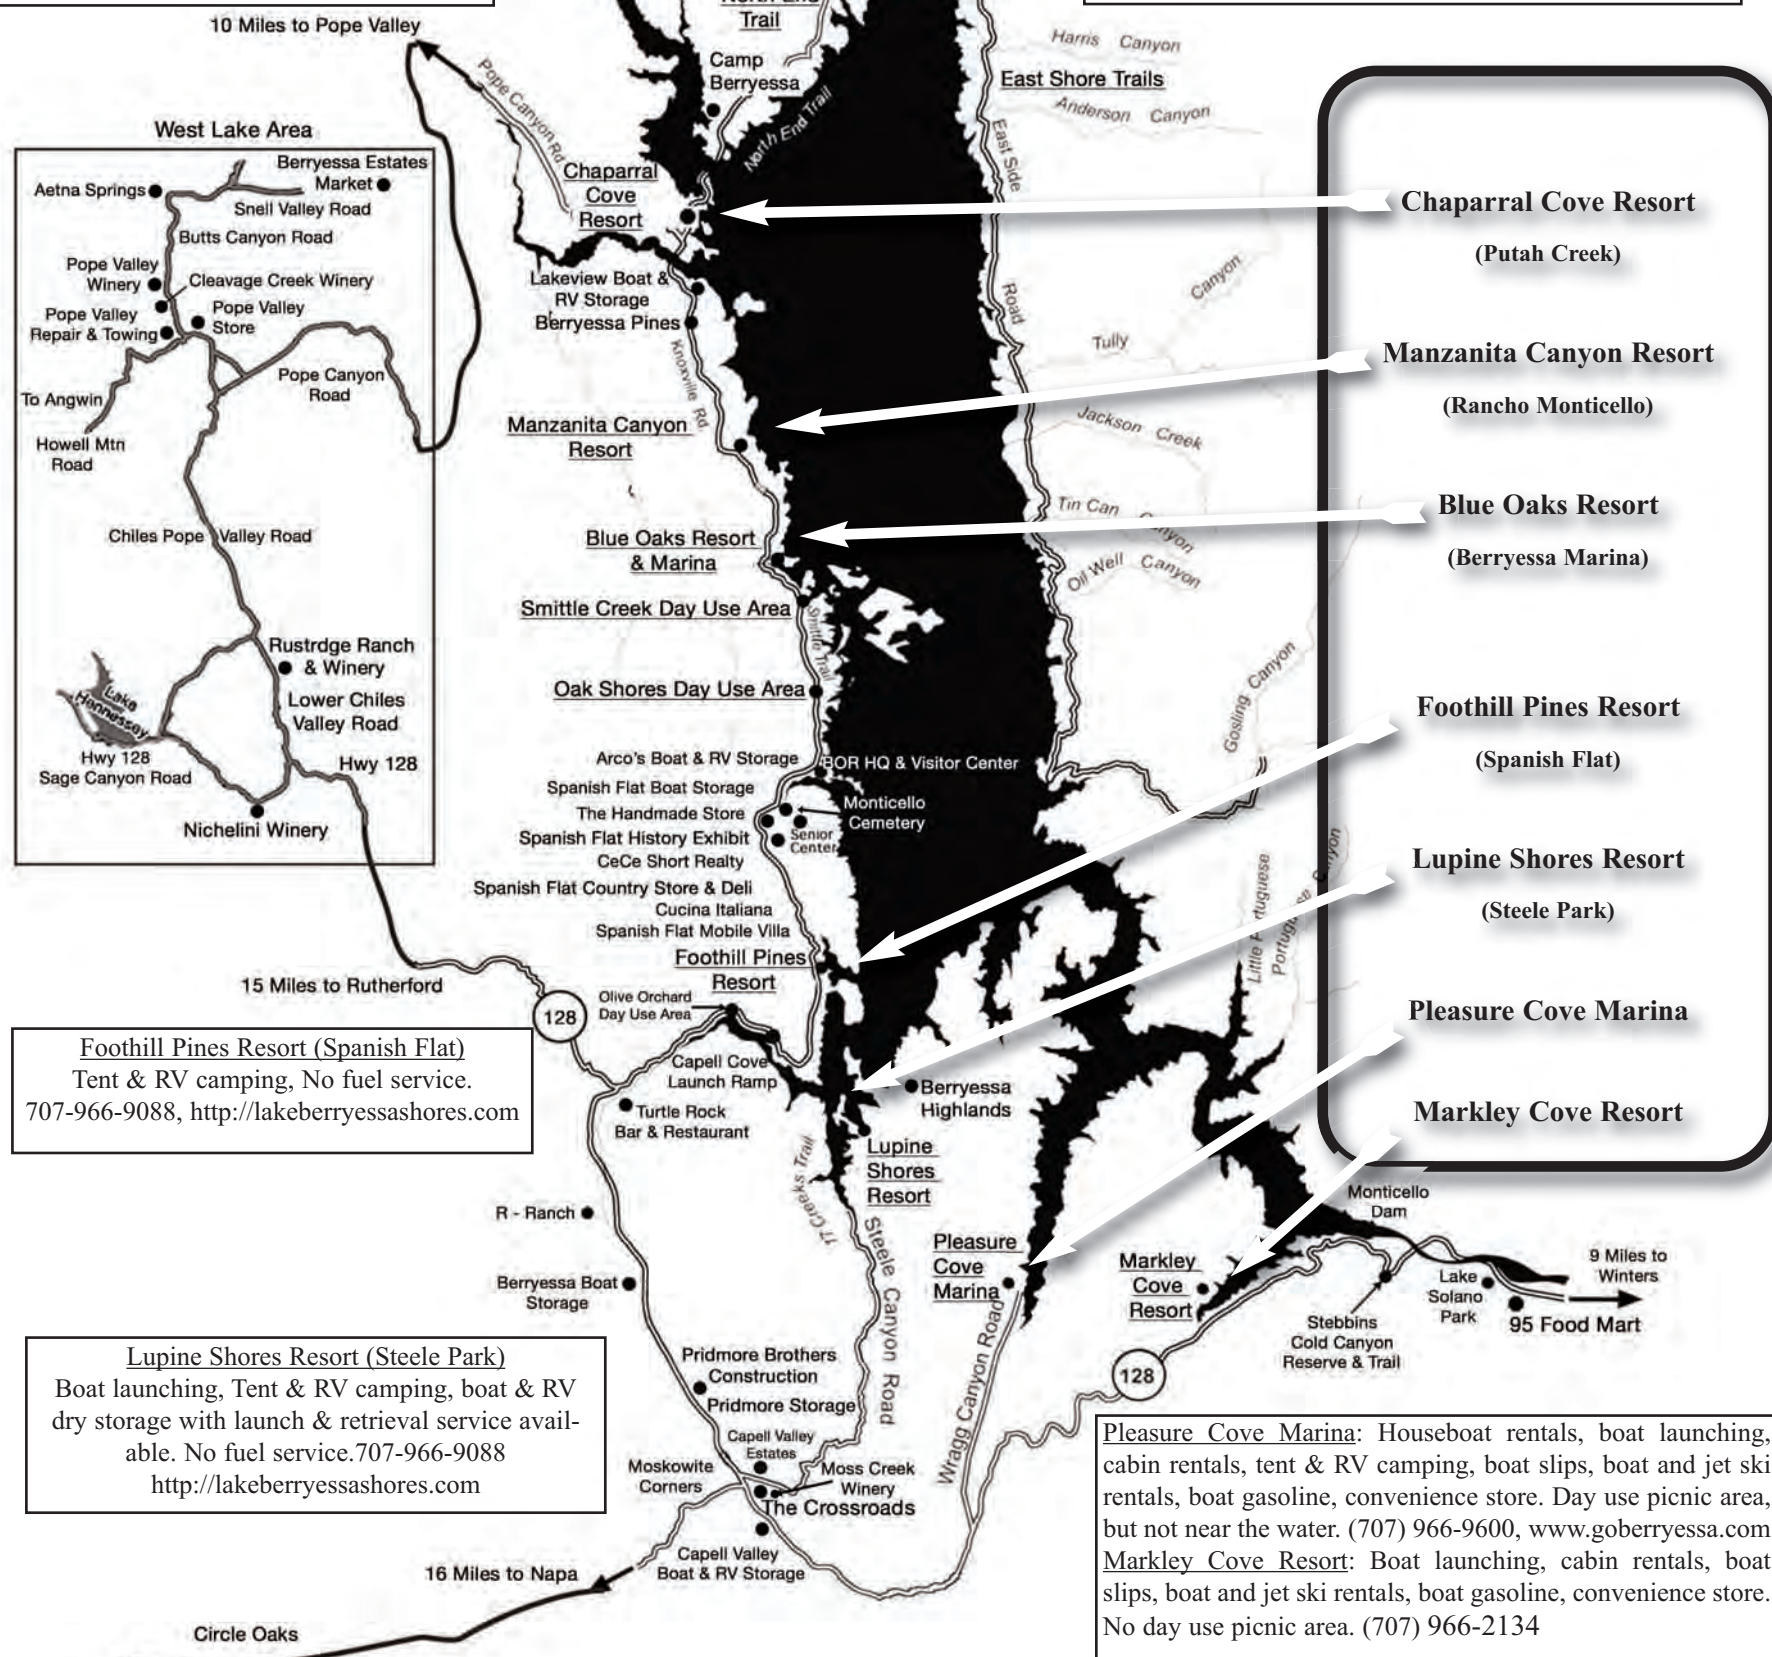 Trail
10 Miles to Pope Valley
Harris Canyon
Camp
Berryessa
East Shore Trails
Pope Canyon Rd
North End Trail
Anderson Canyon
West Lake Area
East Side
Road
Berryessa Estates
Market
Aetna Springs
Snell Valley Road
Butts Canyon Road
Chaparral
Cove
Resort
Chaparral Cove Resort
(Putah Creek)
Pope Valley
Winery
Cleavage Creek Winery
Pope Valley
Repair & Towing
Pope Valley
Store
Lakeview Boat &
RV Storage
Berryessa Pines
Canyon
Tully
Knoxville Rd.
Manzanita Canyon Resort
(Rancho Monticello)
Pope Canyon
Road
To Angwin
Howell Mtn
Road
Manzanita Canyon
Resort
Jackson Creek
Blue Oaks Resort
(Berryessa Marina)
Tin Can Canyon
Oil Well Canyon
Chiles Pope Valley Road
Blue Oaks Resort
& Marina
Smittle Creek Day Use Area
Smittle Trail
Rustrdge Ranch
& Winery
Lower Chiles
Valley Road
Lake
Hennessey
Oak Shores Day Use Area
Gosling Canyon
Foothill Pines Resort
(Spanish Flat)
Hwy 128
Sage Canyon Road
Hwy 128
Nichelini Winery
Arco's Boat & RV Storage
BOR HQ & Visitor Center
Spanish Flat Boat Storage
The Handmade Store
Monticello
Cemetery
Spanish Flat History Exhibit
Senior
Center
CeCe Short Realty
Spanish Flat Country Store & Deli
Cucina Italiana
Spanish Flat Mobile Villa
Little Portuguese
Portuguese Canyon
Lupine Shores Resort
(Steele Park)
Foothill Pines
Resort
15 Miles to Rutherford
128
Olive Orchard
Day Use Area
Pleasure Cove Marina
Foothill Pines Resort (Spanish Flat)
Tent & RV camping, No fuel service.
707-966-9088, http://lakeberryessashores.com
Capell Cove
Launch Ramp
Berryessa
Highlands
Turtle Rock
Bar & Restaurant
Markley Cove Resort
Lupine
Shores
Resort
17 Creeks Trail
Steele Canyon Road
Monticello
Dam
R - Ranch
Pleasure
Cove
Marina
Markley
Cove
Resort
9 Miles to
Winters
Berryessa Boat
Storage
Lake
Solano
Park
95 Food Mart
Stebbins
Cold Canyon
Reserve & Trail
Wragg Canyon Road
128
Lupine Shores Resort (Steele Park)
Boat launching, Tent & RV camping, boat & RV
dry storage with launch & retrieval service avail-
able. No fuel service.707-966-9088
http://lakeberryessashores.com
Pridmore Brothers
Construction
Pridmore Storage
Capell Valley
Estates
Moskowite
Corners
Moss Creek
Winery
The Crossroads
Capell Valley
Boat & RV Storage
16 Miles to Napa
Circle Oaks
Pleasure Cove Marina: Houseboat rentals, boat launching,
cabin rentals, tent & RV camping, boat slips, boat and jet ski
rentals, boat gasoline, convenience store. Day use picnic area,
but not near the water. (707) 966-9600, www.goberryessa.com
Markley Cove Resort: Boat launching, cabin rentals, boat
slips, boat and jet ski rentals, boat gasoline, convenience store.
No day use picnic area. (707) 966-2134